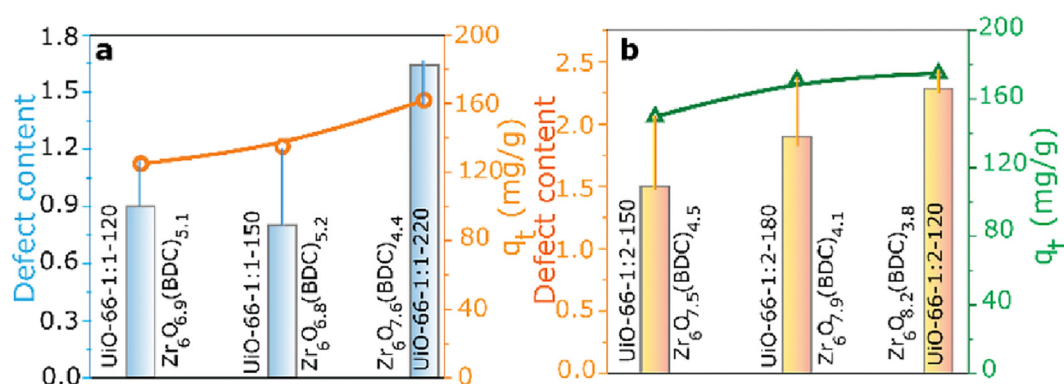 a
Defect content
1.8
1.5
1.2
0.9
0.6
0.3
0.0
UiO-66-1:1-120
Zr6O6.9(BDC)5.1
UiO-66-1:1-150
Zr6O6.8(BDC)5.2
Zr6O7.6(BDC)4.4
UiO-66-1:1-220
200
160
120
80
40
0
qt (mg/g)
b
Defect content
2.5
2.0
1.5
1.0
0.5
0.0
UiO-66-1:2-150
Zr6O7.5(BDC)4.5
UiO-66-1:2-180
Zr6O7.9(BDC)4.1
Zr6O8.2(BDC)3.8
UiO-66-1:2-120
200
160
120
80
40
0
qt (mg/g)